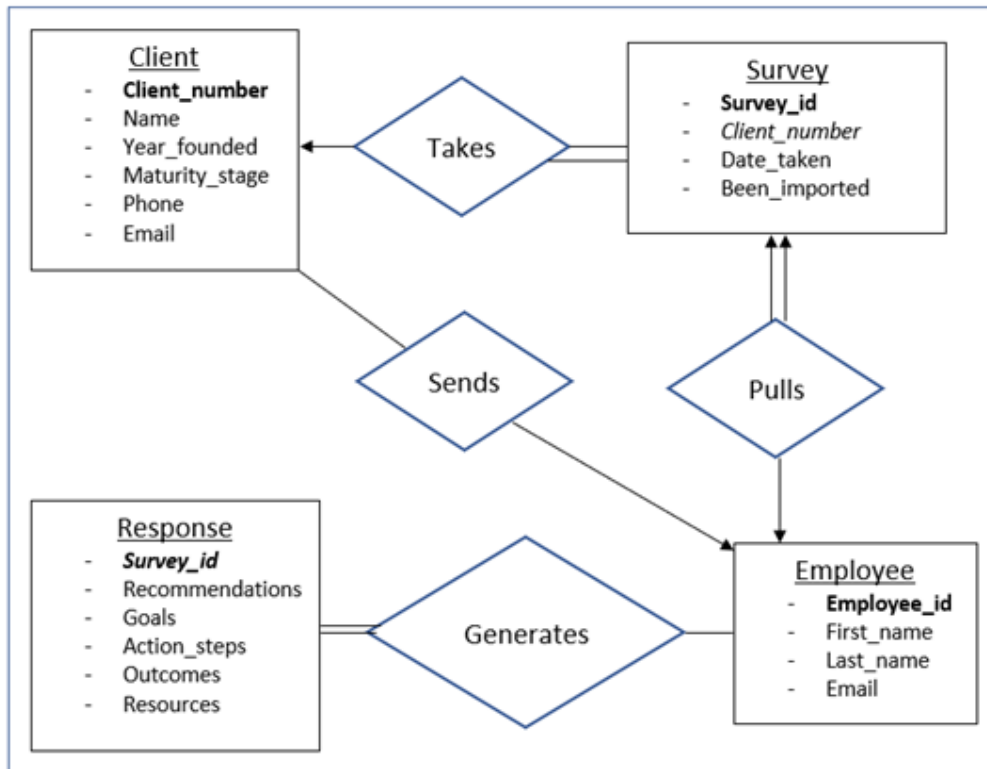 Client
- Client_number
- Name
- Year_founded
- Maturity_stage
- Phone
- Email
Takes
Survey
- Survey_id
- Client_number
- Date_taken
- Been_imported
Sends
Pulls
Response
- Survey_id
- Recommendations
- Goals
- Action_steps
- Outcomes
- Resources
Generates
Employee
- Employee_id
- First_name
- Last_name
- Email